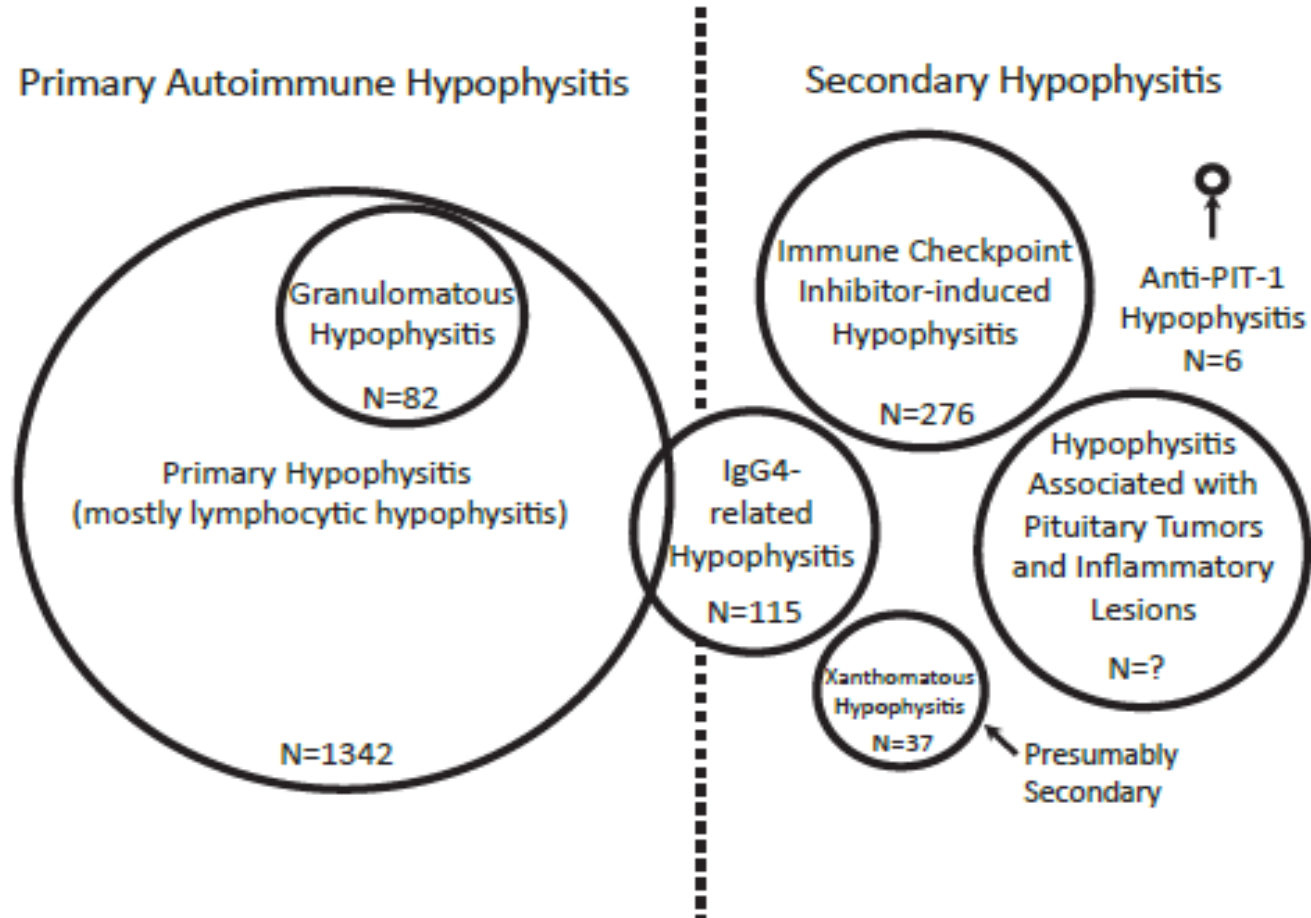 Primary Autoimmune Hypophysitis
Secondary Hypophysitis
Granulomatous
Hypophysitis
N=82
Primary Hypophysitis
(mostly lymphocytic hypophysitis)
N=1342
Immune Checkpoint
Inhibitor-induced
Hypophysitis
N=276
Anti-PIT-1
Hypophysitis
N=6
IgG4-
related
Hypophysitis
N=115
Hypophysitis
Associated with
Pituitary Tumors
and Inflammatory
Lesions
N=?
Xanthomatous
Hypophysitis
N=37
Presumably
Secondary